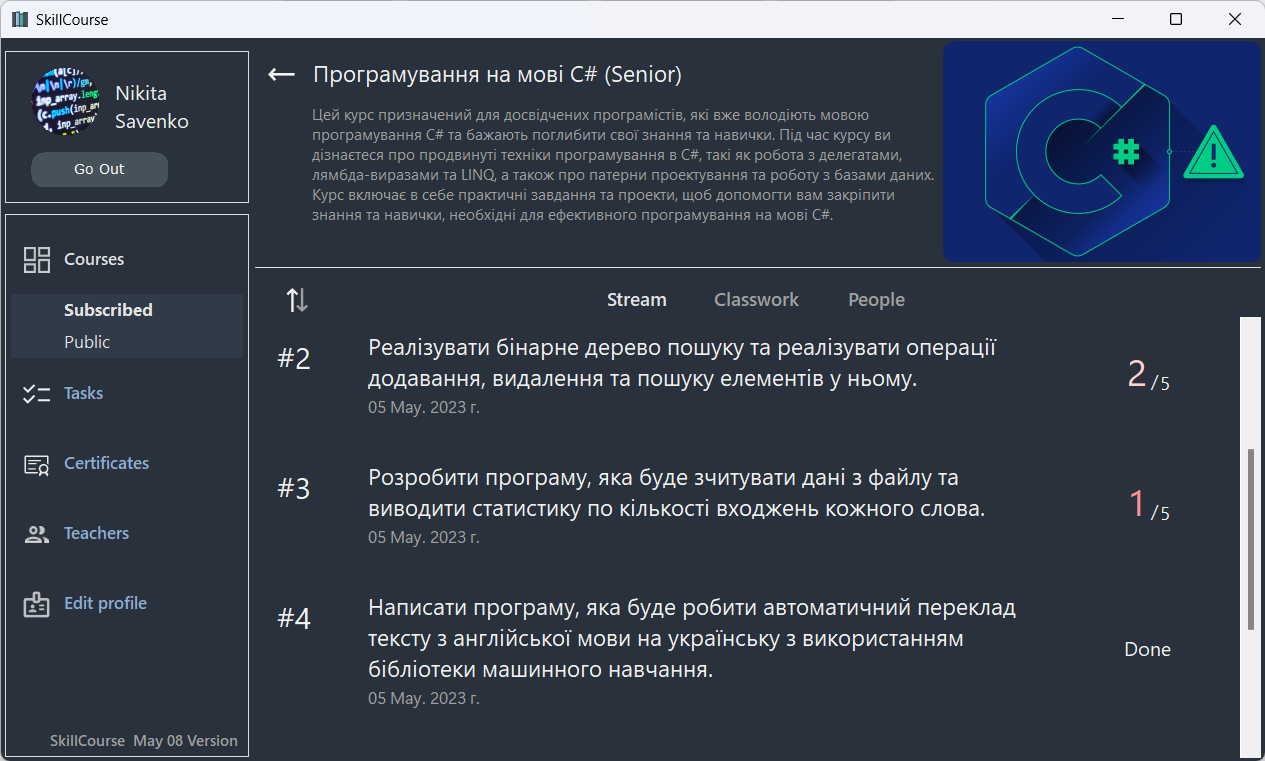 SkillCourse
Nikita
Savenko
Go Out
Courses
Subscribed
Public
Tasks
Certificates
Teachers
Edit profile
SkillCourse May 08 Version
Програмування на мові C# (Senior)
Цей курс призначений для досвідчених програмістів, які вже володіють мовою
програмування C# та бажають поглибити свої знання та навички. Під час курсу ви
дізнаєтеся про продвинуті техніки програмування в C#, такі як робота з делегатами,
лямбда-виразами та LINQ, а також про патерни проектування та роботу з базами даних.
Курс включає в себе практичні завдання та проекти, щоб допомогти вам закріпити
знання та навички, необхідні для ефективного програмування на мові C#.
C#
Stream Classwork People
#2
Реалізувати бінарне дерево пошуку та реалізувати операції
додавання, видалення та пошуку елементів у ньому.
05 May. 2023 г.
2/5
#3
Розробити програму, яка буде зчитувати дані з файлу та
виводити статистику по кількості входжень кожного слова.
05 May. 2023 г.
1/5
#4
Написати програму, яка буде робити автоматичний переклад
тексту з англійської мови на українську з використанням
бібліотеки машинного навчання.
05 May. 2023 г.
Done